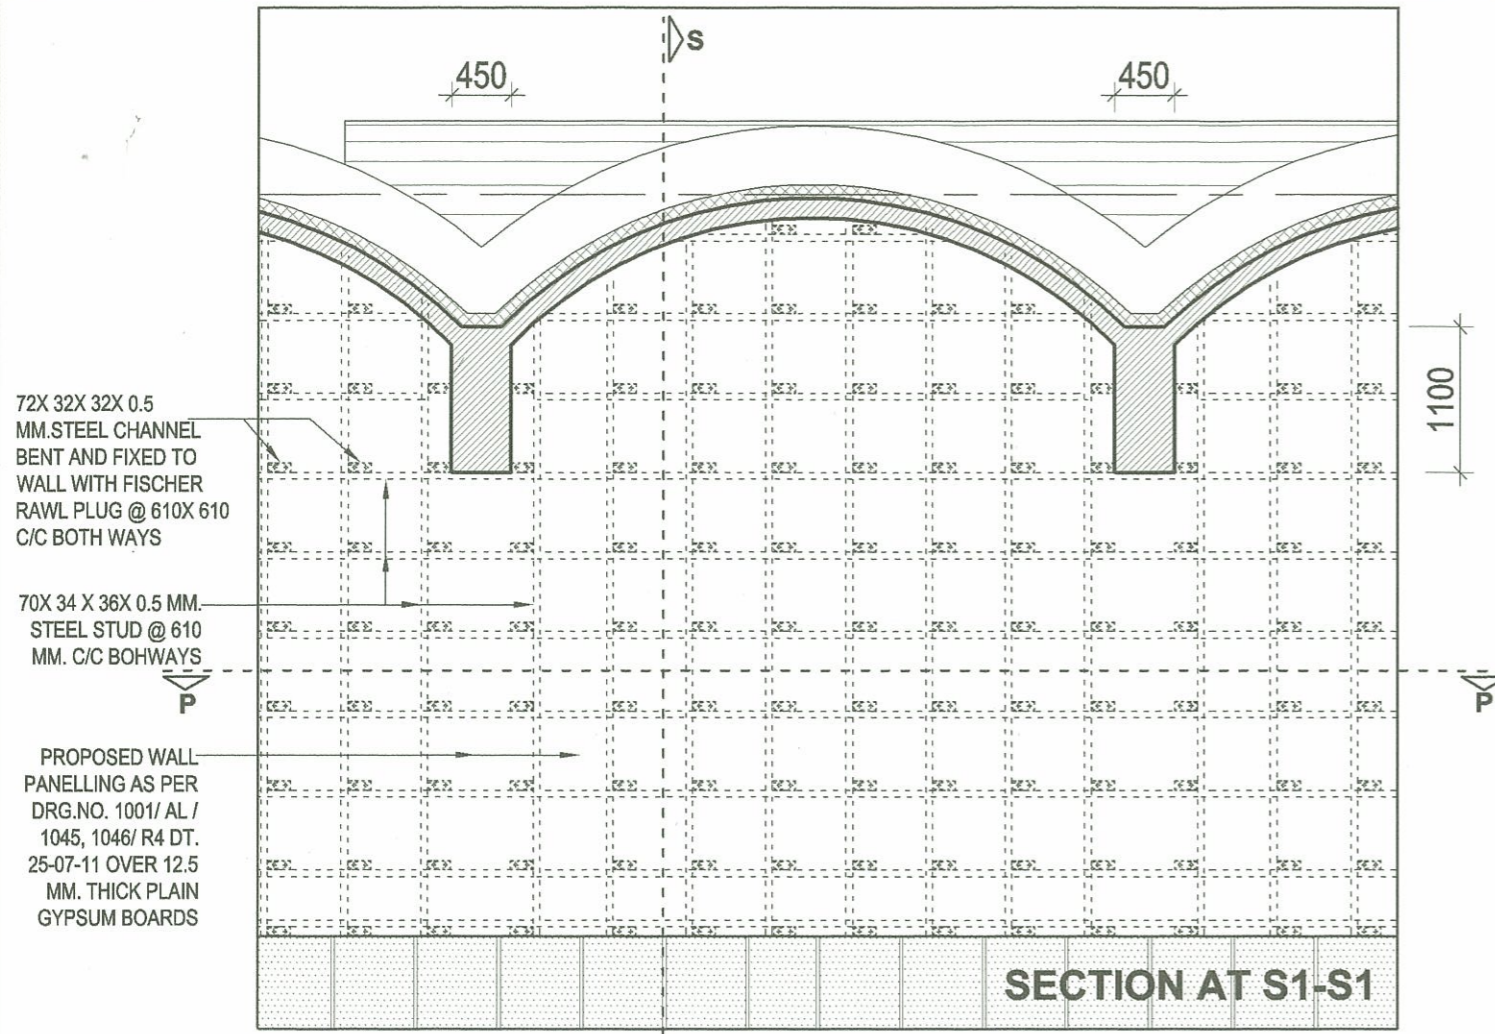 S
450
450
1100
72X 32X 32X 0.5
MM.STEEL CHANNEL
BENT AND FIXED TO
WALL WITH FISCHER
RAWL PLUG @ 610X 610
C/C BOTH WAYS
70X 34 X 36X 0.5 MM.
STEEL STUD @ 610
MM. C/C BOHWAYS
P
P
PROPOSED WALL
PANELLING AS PER
DRG.NO. 1001/ AL /
1045, 1046/ R4 DT.
25-07-11 OVER 12.5
MM. THICK PLAIN
GYPSUM BOARDS
SECTION AT S1-S1